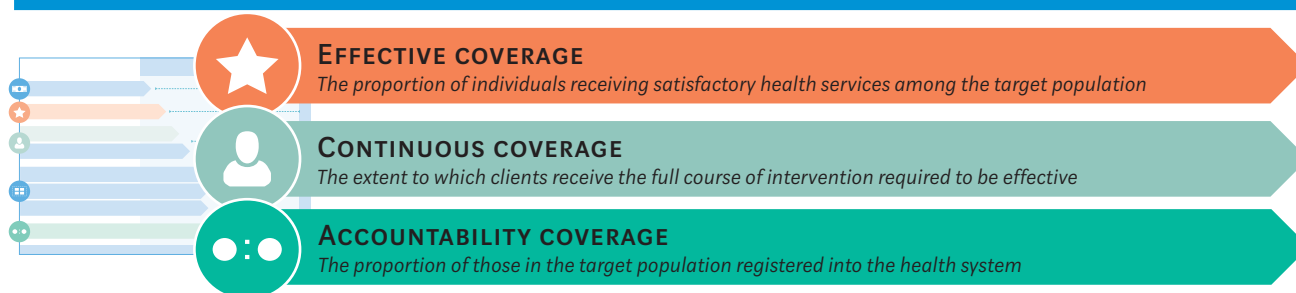 EFFECTIVE COVERAGE
The proportion of individuals receiving satisfactory health services among the target population
CONTINUOUS COVERAGE
The extent to which clients receive the full course of intervention required to be effective
ACCOUNTABILITY COVERAGE
The proportion of those in the target population registered into the health system